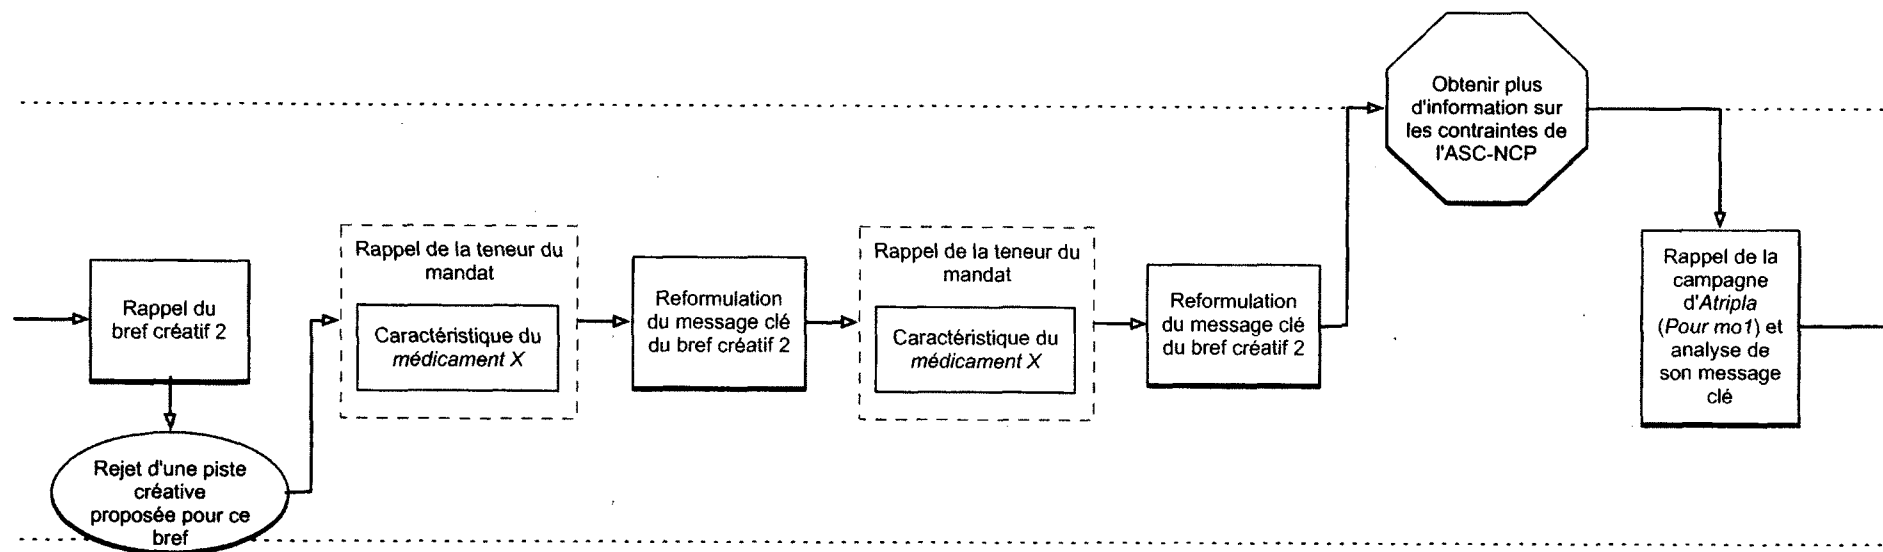 Rappel du
bref créatif 2
Rejet d'une piste
créative
proposée pour ce
bref
Rappel de la teneur du
mandat
Caractéristique du
médicament X
Reformulation
du message clé
du bref créatif 2
Rappel de la teneur du
mandat
Caractéristique du
médicament X
Reformulation
du message clé
du bref créatif 2
Obtenir plus
d'information sur
les contraintes de
l'ASC-NCP
Rappel de la
campagne
d'Atripla
(Pour mo1) et
analyse de
son message
clé